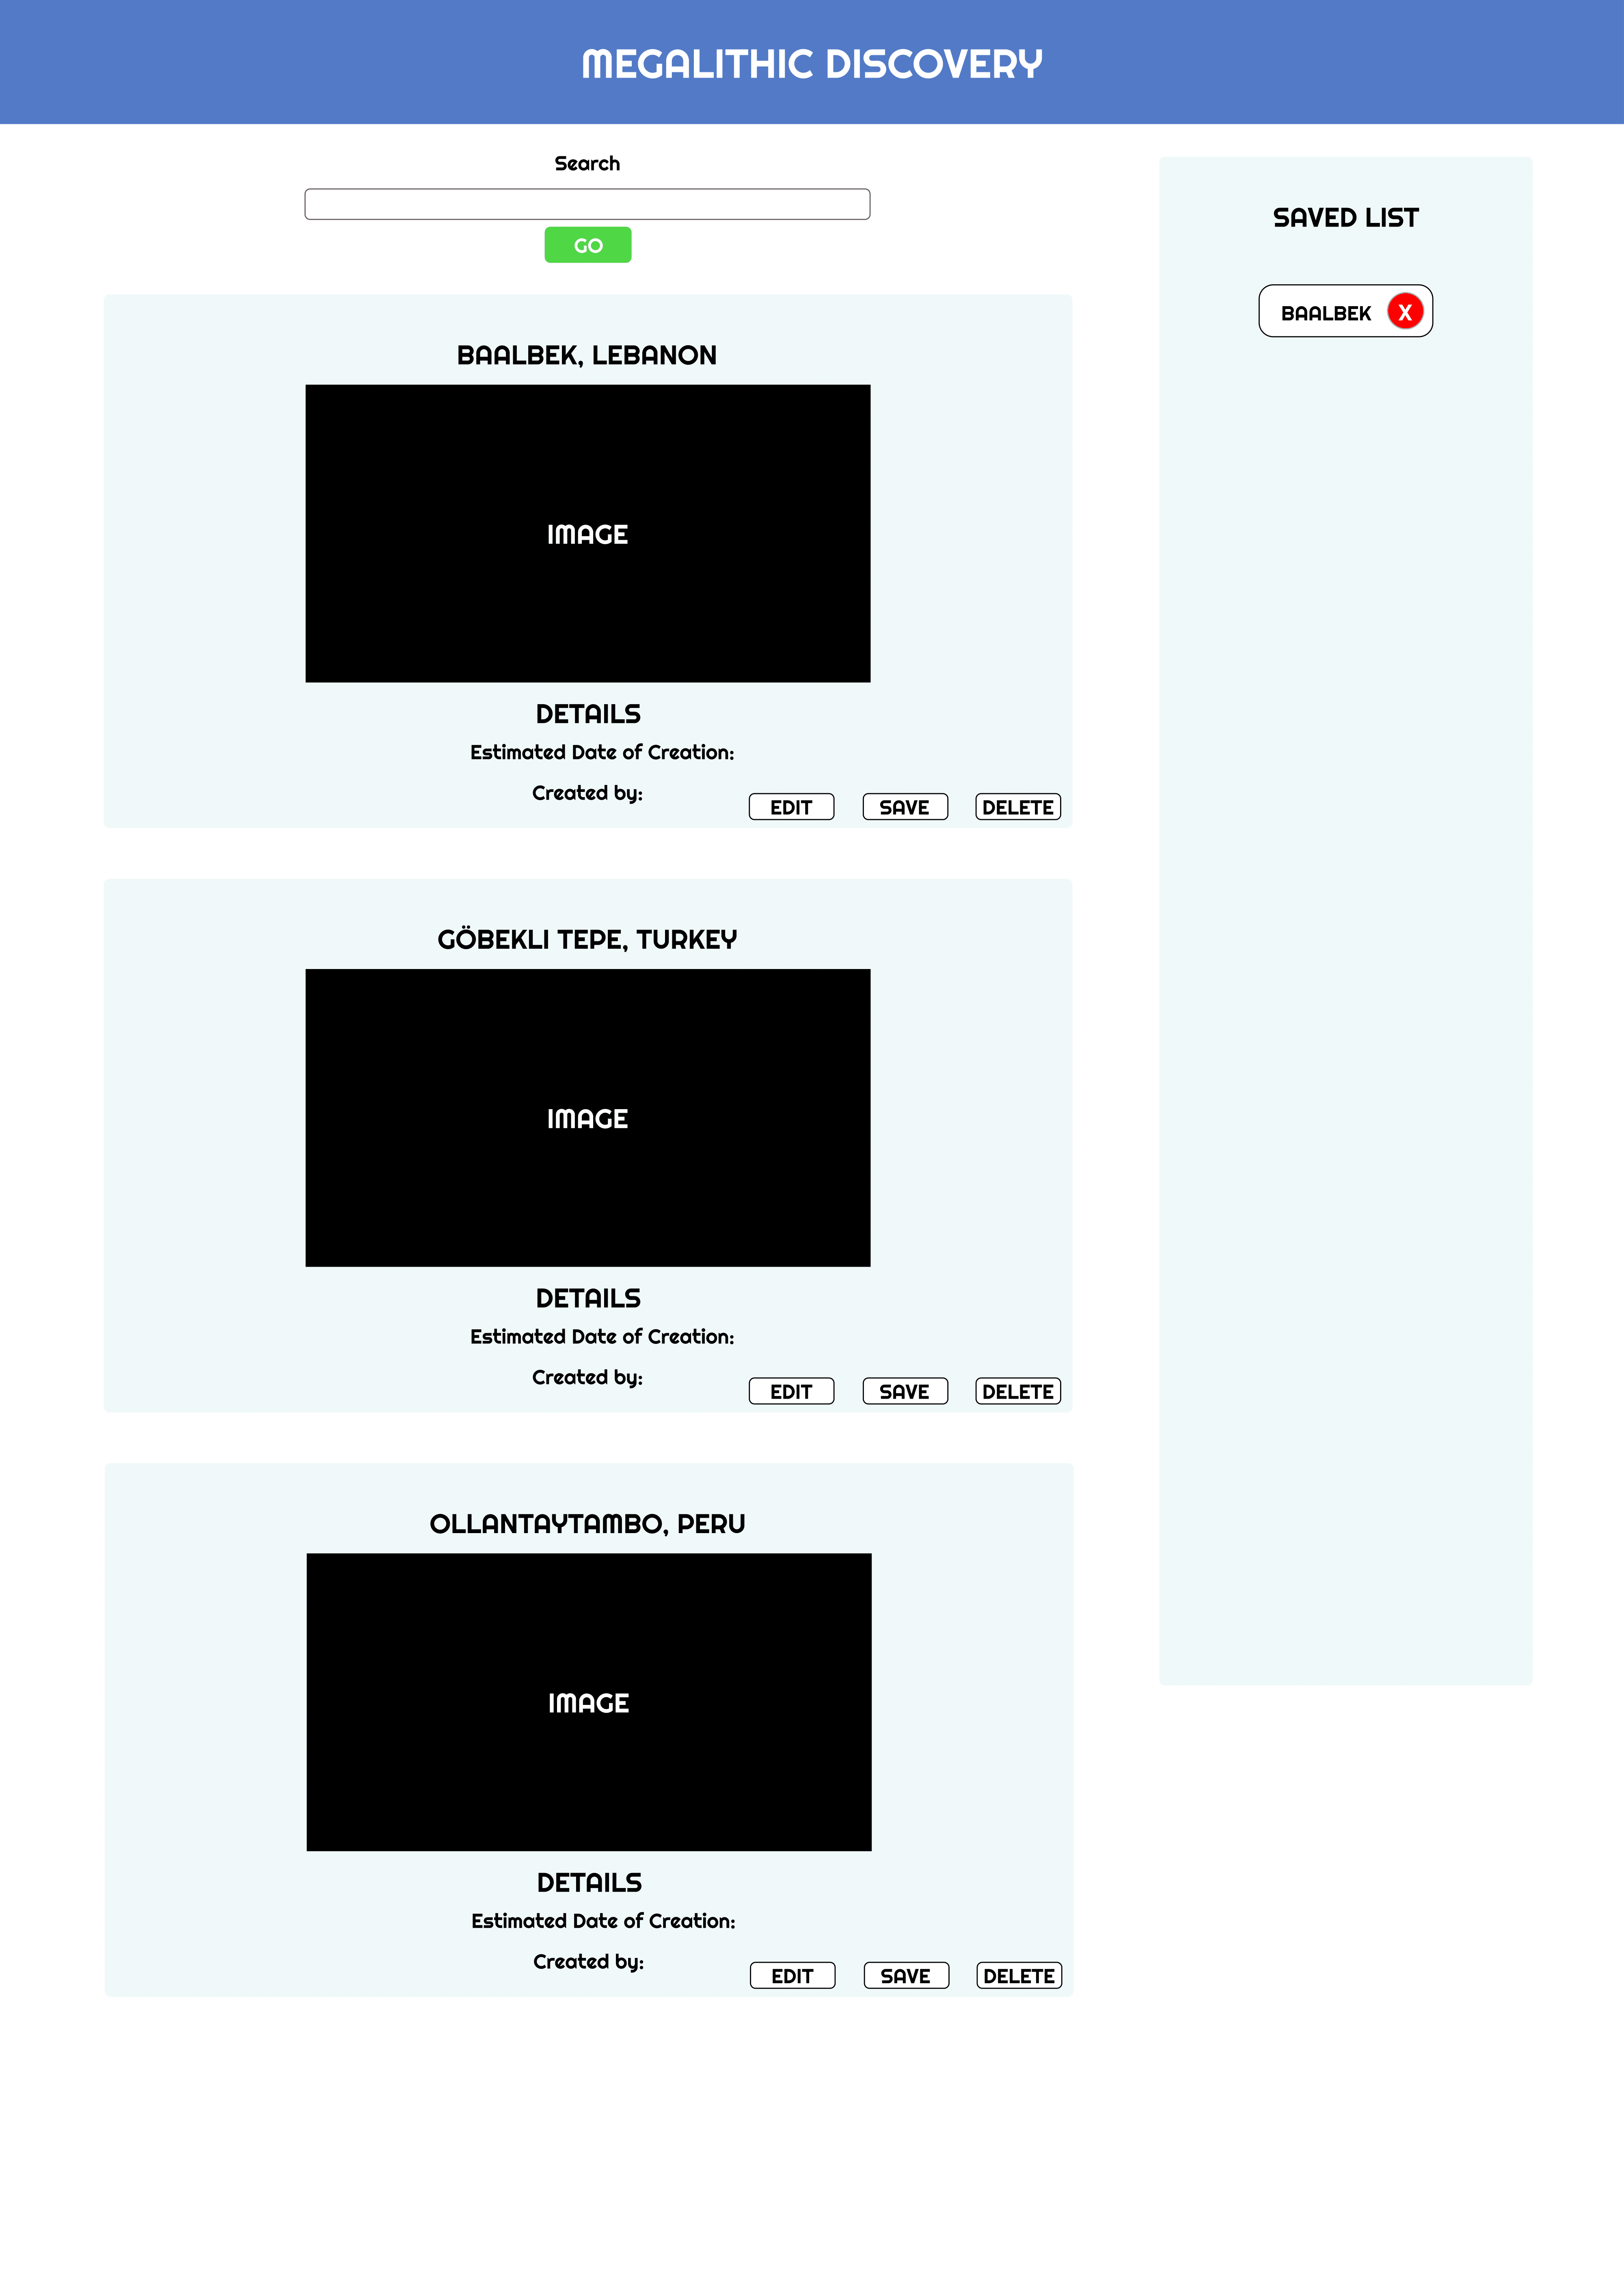 MEGALITHIC DISCOVERY
Search
GO
BAALBEK, LEBANON
IMAGE
DETAILS
Estimated Date of Creation:
Created by:
EDIT SAVE DELETE
GÖBEKLI TEPE, TURKEY
IMAGE
DETAILS
Estimated Date of Creation:
Created by:
EDIT SAVE DELETE
OLLANTAYTAMBO, PERU
IMAGE
DETAILS
Estimated Date of Creation:
Created by:
EDIT SAVE DELETE
SAVED LIST
BAALBEK X